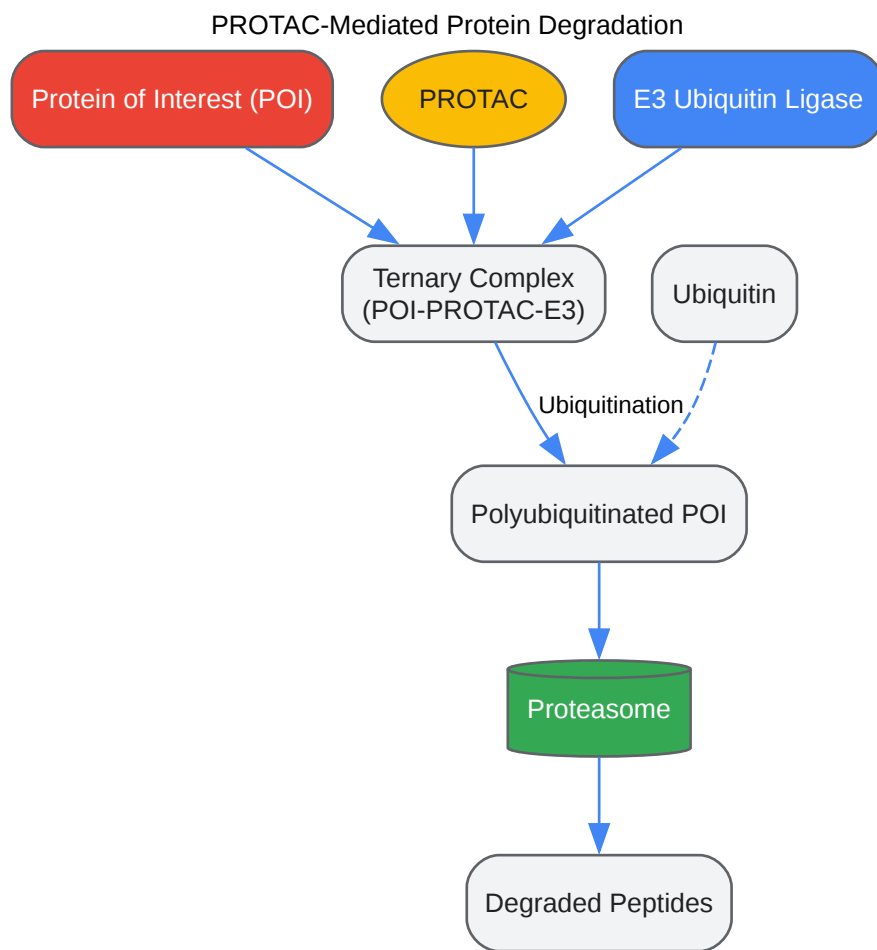 PROTAC-Mediated Protein Degradation
Protein of Interest (POI)
PROTAC
E3 Ubiquitin Ligase
Ternary Complex
(POI-PROTAC-E3)
Ubiquitin
Ubiquitination
Polyubiquitinated POI
Proteasome
Degraded Peptides